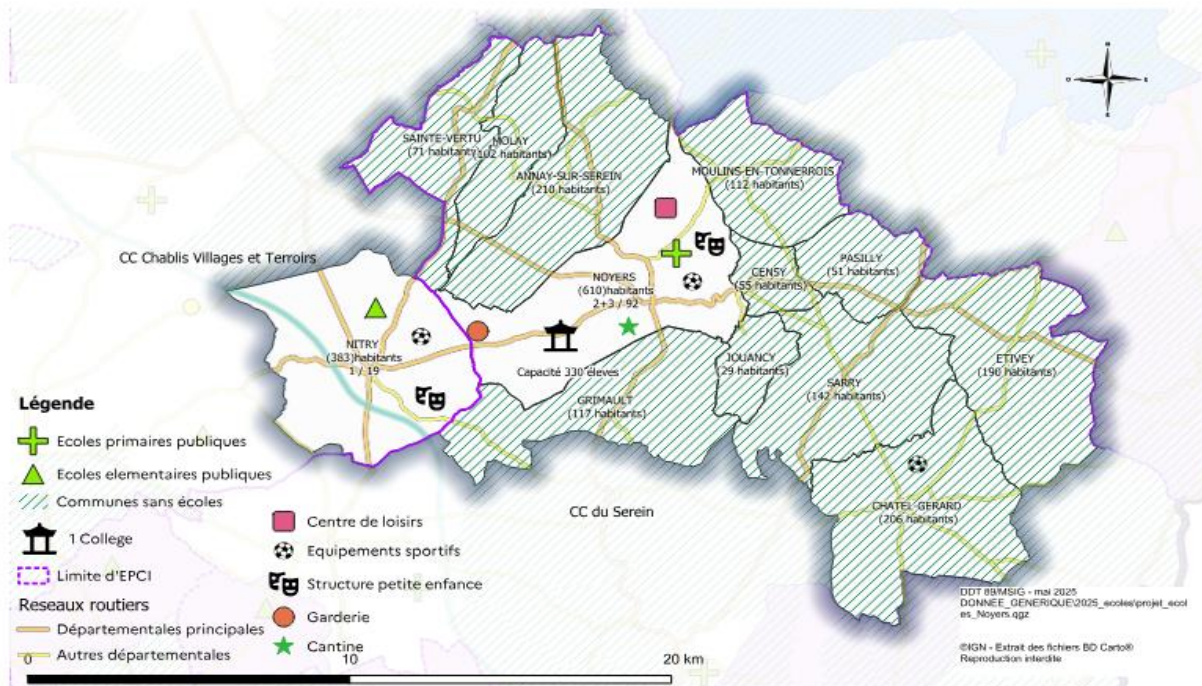 N
O
E
S
SAINTE-VERTU
(71 habitants)
MOLAY
(102 habitants)
ANNAY-SUR-SEREIN
(210 habitants)
MOULINS-EN-TONNERROIS
(112 habitants)
CC Chablis Villages et Terroirs
PASILLY
(51 habitants)
CENSY
(55 habitants)
NOYERS
(610)habitants
2+3 / 92
NITRY
(383)habitants
1 / 19
Capacité 330 éleves
JOUANCY
(29 habitants)
ETIVEY
(190 habitants)
SARRY
(142 habitants)
GRIMAULT
(117 habitants)
CHATEL-GERARD
(206 habitants)
CC du Serein
Légende
Ecoles primaires publiques
Ecoles elementaires publiques
Communes sans écoles
1 College
Limite d'EPCI
Reseaux routiers
Départementales principales
Autres départementales
Centre de loisirs
Equipements sportifs
Structure petite enfance
Garderie
Cantine
0 10 20 km
DDT 89/MSIG - mai 2025
DONNEE_GENERIQUE\2025_ecoles\projet_ecol
es_Noyers.qgz
©IGN - Extrait des fichiers BD Carto®
Reproduction interdite